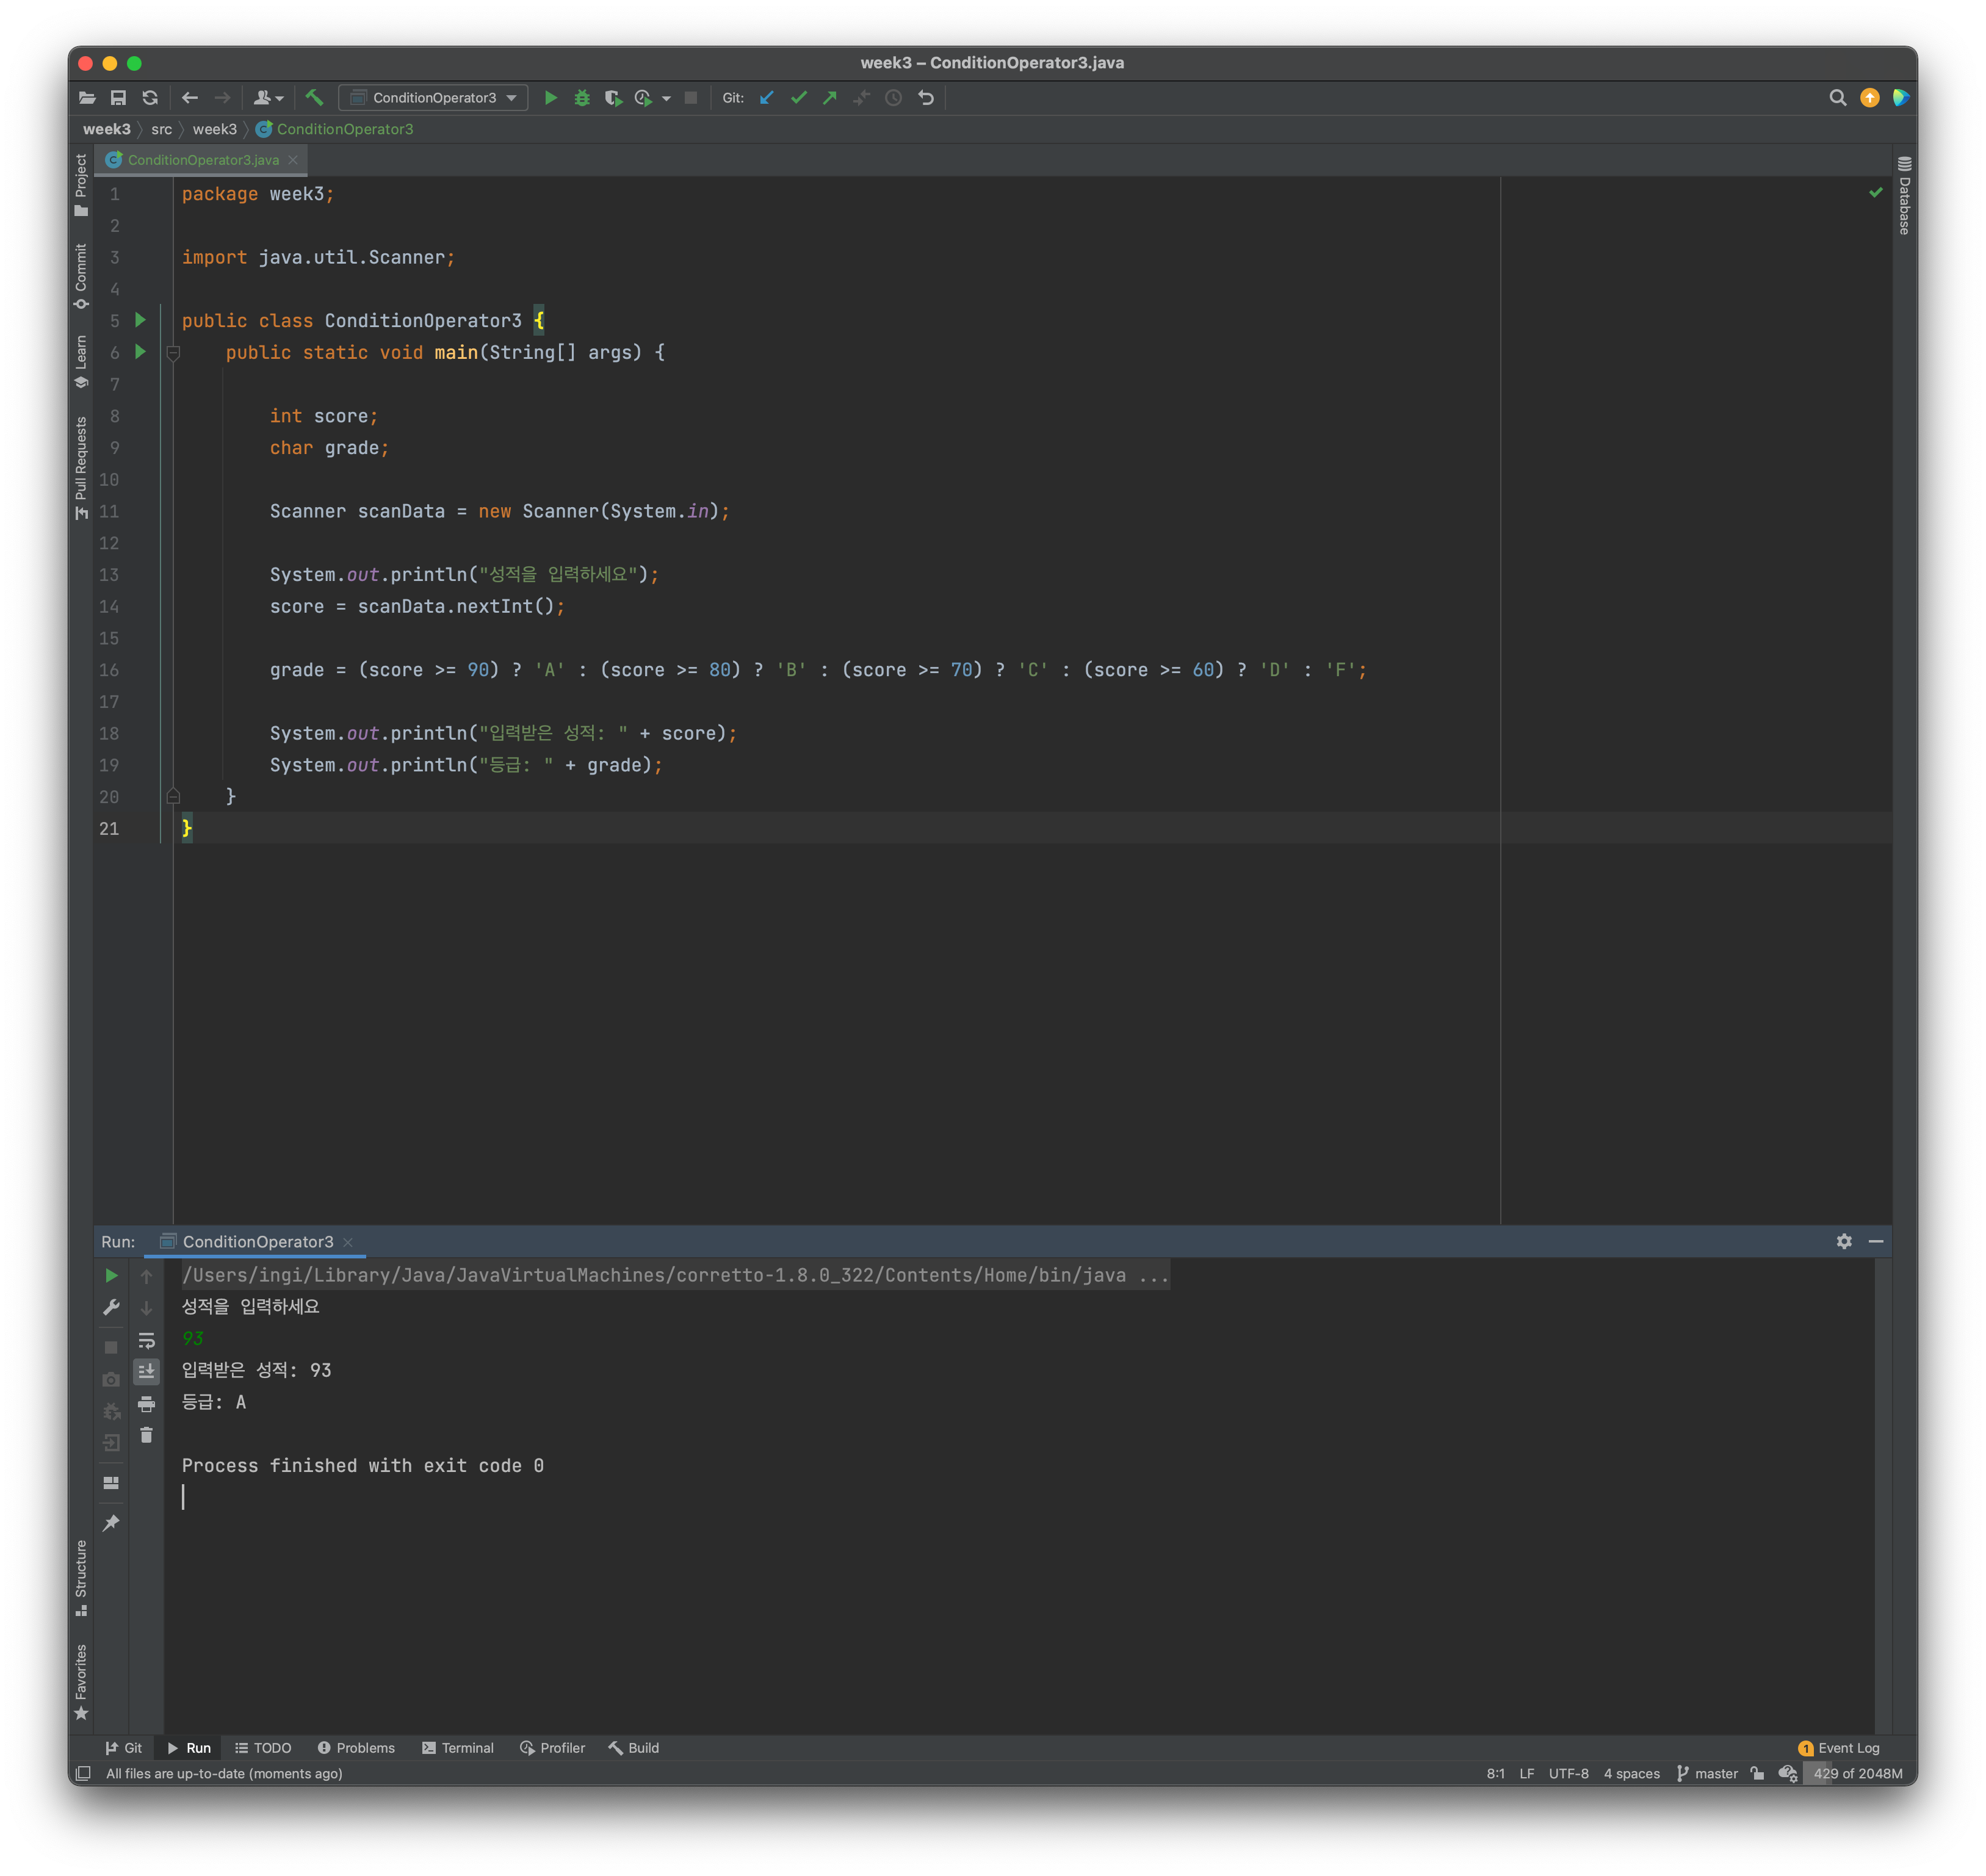 week3 – ConditionOperator3.java
ConditionOperator3
Git:
week3 src week3 ConditionOperator3
Project
Commit
Learn
Pull Requests
Structure
Favorites
Database
ConditionOperator3.java
1 package week3;
2
3 import java.util.Scanner;
4
5 public class ConditionOperator3 {
6 public static void main(String[] args) {
7
8 int score;
9 char grade;
10
11 Scanner scanData = new Scanner(System.in);
12
13 System.out.println("성적을 입력하세요");
14 score = scanData.nextInt();
15
16 grade = (score >= 90) ? 'A' : (score >= 80) ? 'B' : (score >= 70) ? 'C' : (score >= 60) ? 'D' : 'F';
17
18 System.out.println("입력받은 성적: " + score);
19 System.out.println("등급: " + grade);
20 }
21 }
Run: ConditionOperator3
/Users/ingi/Library/Java/JavaVirtualMachines/corretto-1.8.0_322/Contents/Home/bin/java ...
성적을 입력하세요
93
입력받은 성적: 93
등급: A
Process finished with exit code 0
Git Run TODO Problems Terminal Profiler Build 1 Event Log
All files are up-to-date (moments ago) 8:1 LF UTF-8 4 spaces master 429 of 2048M